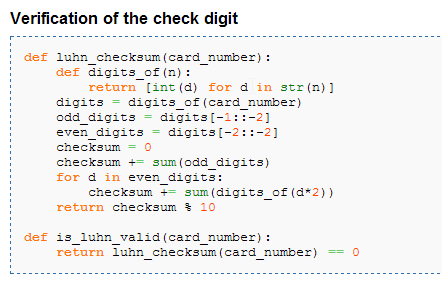 Verification of the check digit
def luhn_checksum(card_number):
    def digits_of(n):
        return [int(d) for d in str(n)]
    digits = digits_of(card_number)
    odd_digits = digits[-1::-2]
    even_digits = digits[-2::-2]
    checksum = 0
    checksum += sum(odd_digits)
    for d in even_digits:
        checksum += sum(digits_of(d*2))
    return checksum % 10
def is_luhn_valid(card_number):
    return luhn_checksum(card_number) == 0